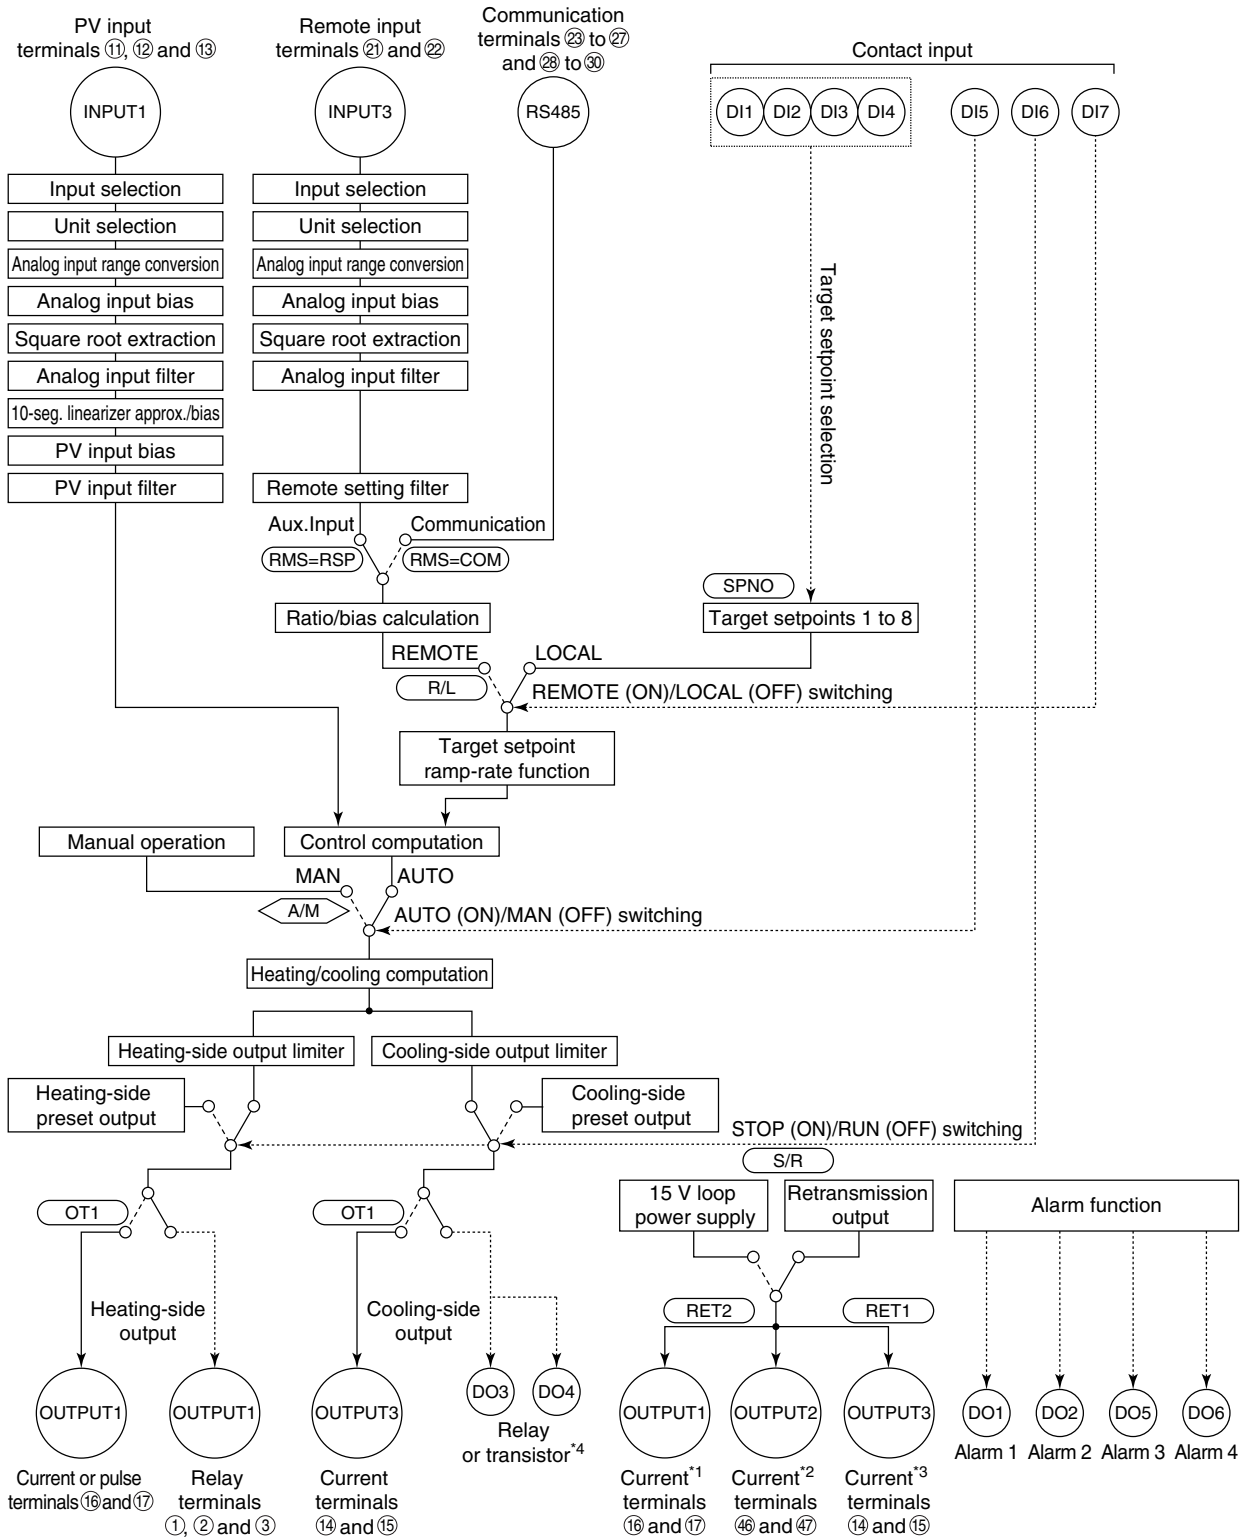 PV input
terminals ⑪, ⑫ and ⑬
Remote input
terminals ㉑ and ㉒
Communication
terminals ㉓ to ㉗
and ㉘ to ㉚
Contact input
INPUT1
INPUT3
RS485
DI1
DI2
DI3
DI4
DI5
DI6
DI7
Input selection
Unit selection
Analog input range conversion
Analog input bias
Square root extraction
Analog input filter
10-seg. linearizer approx./bias
PV input bias
PV input filter
Input selection
Unit selection
Analog input range conversion
Analog input bias
Square root extraction
Analog input filter
Remote setting filter
Target setpoint selection
Aux.Input
Communication
RMS=RSP
RMS=COM
SPNO
Ratio/bias calculation
Target setpoints 1 to 8
REMOTE
LOCAL
R/L
REMOTE (ON)/LOCAL (OFF) switching
Target setpoint
ramp-rate function
Manual operation
Control computation
MAN
AUTO
A/M
AUTO (ON)/MAN (OFF) switching
Heating/cooling computation
Heating-side output limiter
Cooling-side output limiter
Heating-side
preset output
Cooling-side
preset output
STOP (ON)/RUN (OFF) switching
S/R
OT1
OT1
15 V loop
power supply
Retransmission
output
Alarm function
Heating-side
output
Cooling-side
output
RET2
RET1
OUTPUT1
OUTPUT1
OUTPUT3
DO3
DO4
OUTPUT1
OUTPUT2
OUTPUT3
DO1
DO2
DO5
DO6
Relay
or transistor*4
Alarm 1
Alarm 2
Alarm 3
Alarm 4
Current or pulse
terminals ⑯ and ⑰
Relay
terminals
①, ② and ③
Current
terminals
⑭ and ⑮
Current*1
terminals
⑯ and ⑰
Current*2
terminals
㊻ and ㊼
Current*3
terminals
⑭ and ⑮